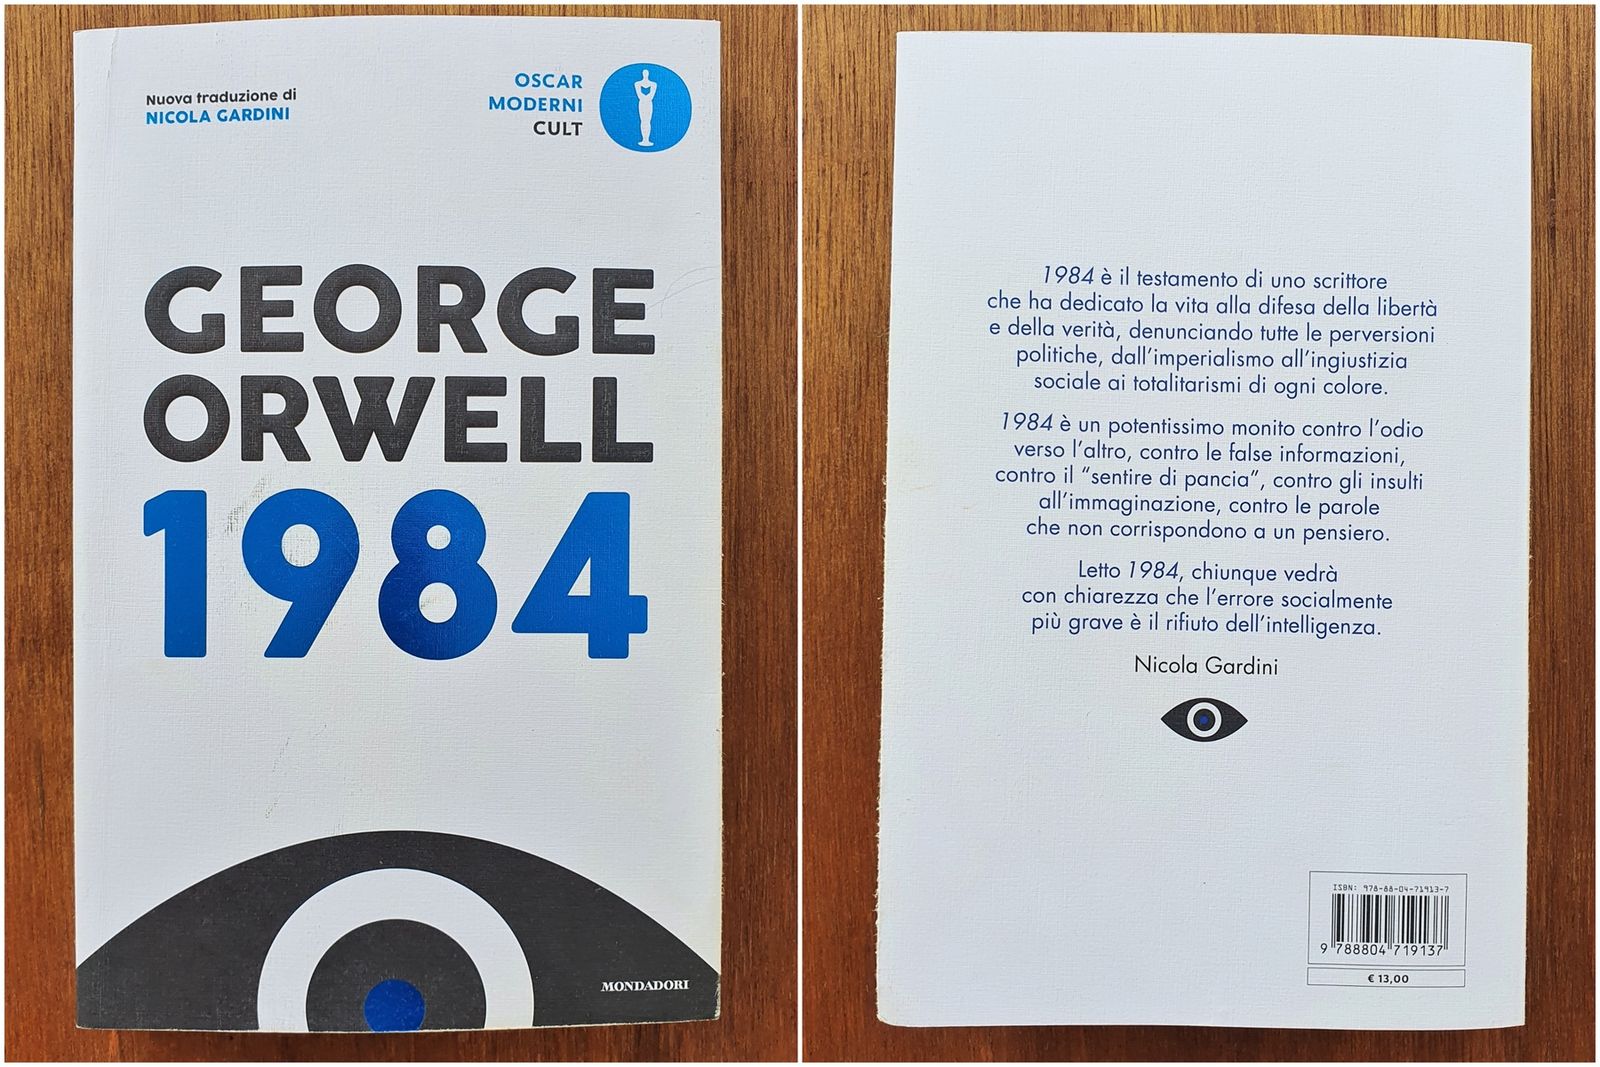 Nuova traduzione di
NICOLA GARDINI
OSCAR
MODERNI
CULT
GEORGE
ORWELL
1984
MONDADORI
1984 è il testamento di uno scrittore
che ha dedicato la vita alla difesa della libertà
e della verità, denunciando tutte le perversioni
politiche, dall'imperialismo all'ingiustizia
sociale ai totalitarismi di ogni colore.
1984 è un potentissimo monito contro l'odio
verso l'altro, contro le false informazioni,
contro il “sentire di pancia”, contro gli insulti
all'immaginazione, contro le parole
che non corrispondono a un pensiero.
Letto 1984, chiunque vedrà
con chiarezza che l'errore socialmente
più grave è il rifiuto dell'intelligenza.
Nicola Gardini
ISBN: 978-88-04-71913-7
9 788804 719137
€ 13,00